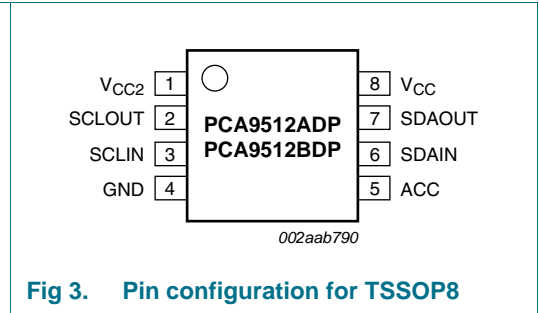 VCC2 1 8 VCC
SCLOUT 2 PCA9512ADP 7 SDAOUT
SCLIN 3 PCA9512BDP 6 SDAIN
GND 4 5 ACC
002aab790
Fig 3. Pin configuration for TSSOP8